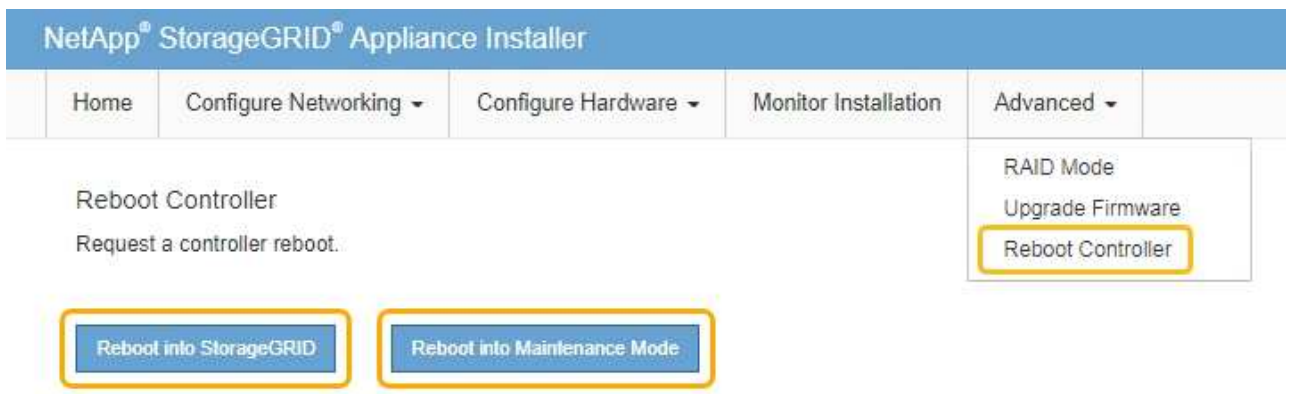 NetApp® StorageGRID® Appliance Installer
Home Configure Networking Configure Hardware Monitor Installation Advanced
RAID Mode
Upgrade Firmware
Reboot Controller
Reboot Controller
Request a controller reboot.
Reboot into StorageGRID Reboot into Maintenance Mode